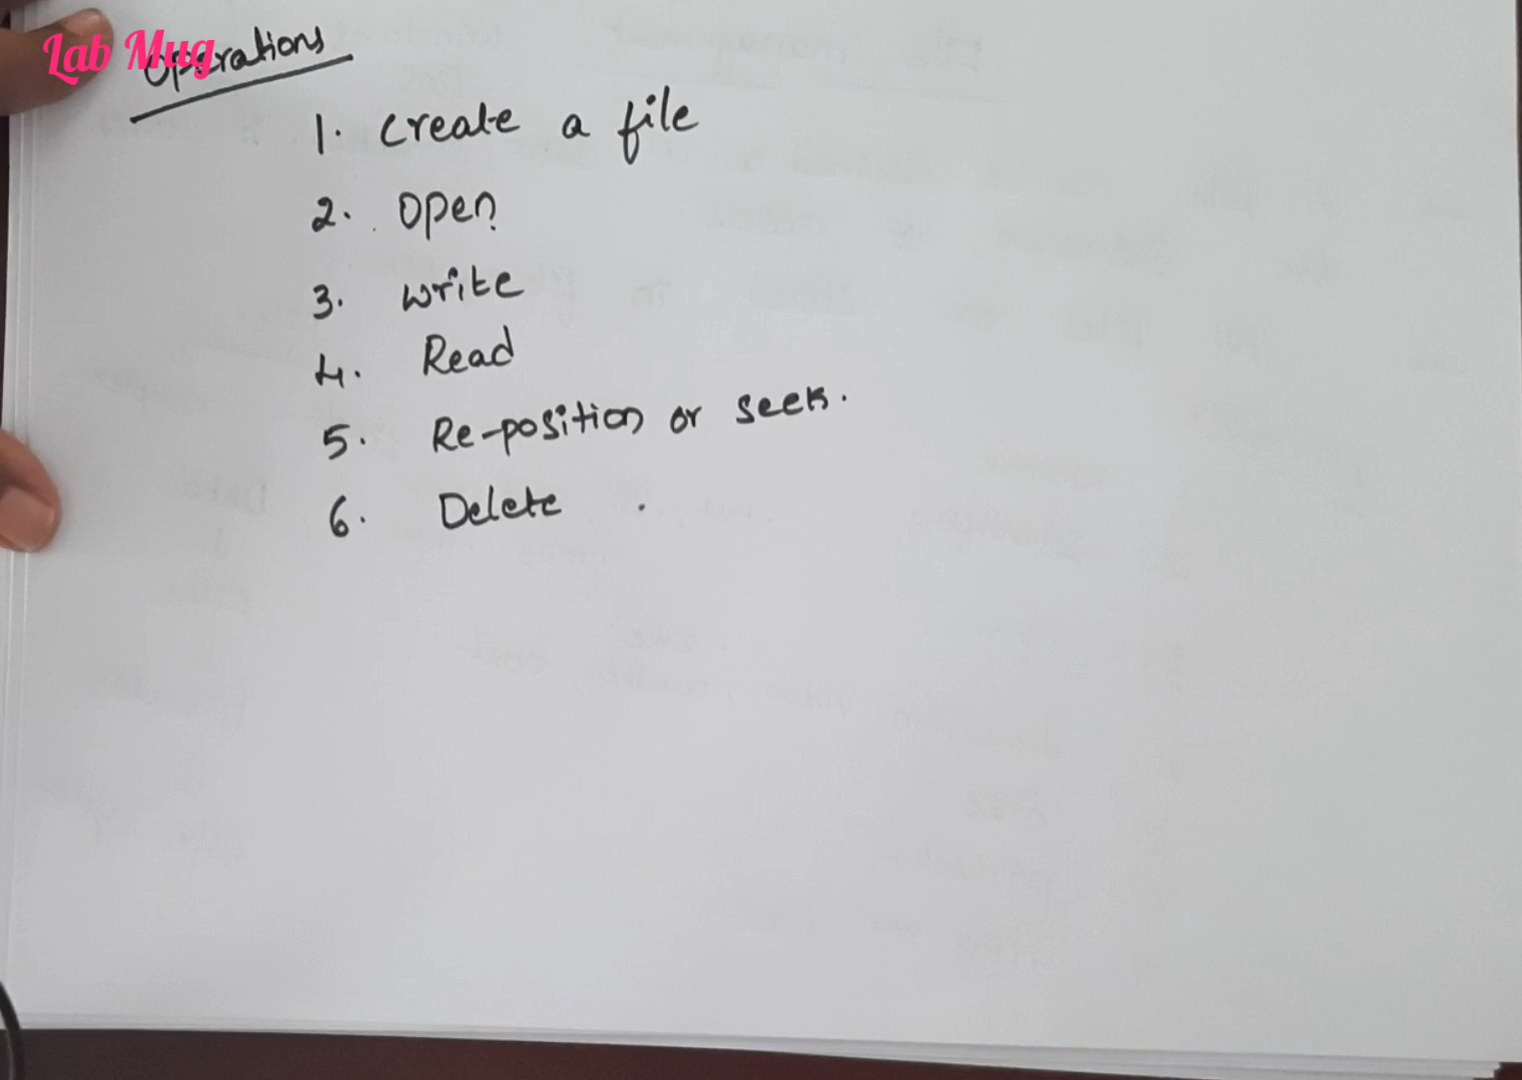 Lab Mug
Operations
1. Create a file
2. Open
3. Write
4. Read
5. Re-position or seek.
6. Delete .